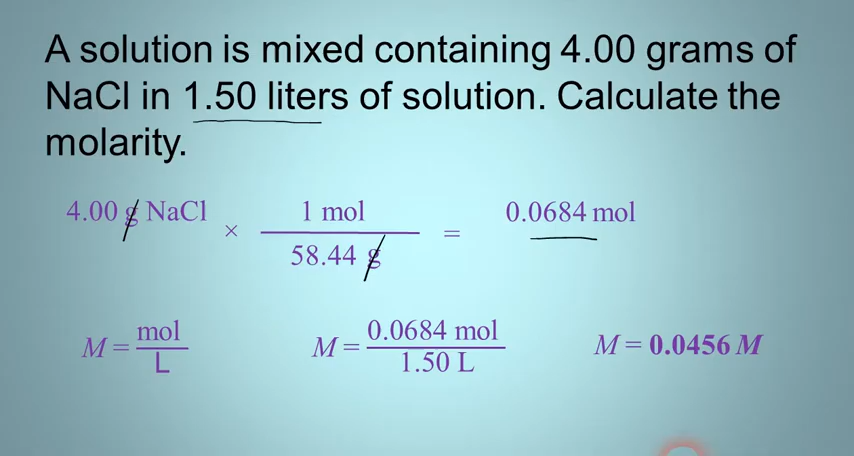 A solution is mixed containing 4.00 grams of
NaCl in 1.50 liters of solution. Calculate the
molarity.
4.00 g NaCl × 1 mol / 58.44 g = 0.0684 mol
M = mol / L M = 0.0684 mol / 1.50 L M = 0.0456 M